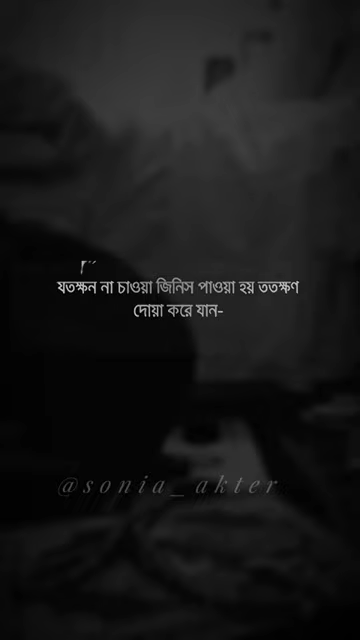 যতক্ষন না চাওয়া জিনিস পাওয়া হয় ততক্ষণ
দোয়া করে যান-
@sonia_akter